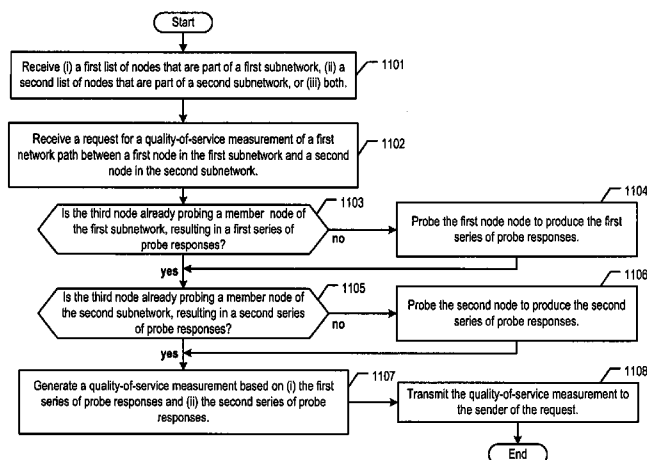 Start
Receive (i) a first list of nodes that are part of a first subnetwork, (ii) a
second list of nodes that are part of a second subnetwork, or (iii) both.
1101
Receive a request for a quality-of-service measurement of a first
network path between a first node in the first subnetwork and a second
node in the second subnetwork.
1102
Is the third node already probing a member node of
the first subnetwork, resulting in a first series of
probe responses?
1103
no
Probe the first node node to produce the first
series of probe responses.
1104
yes
Is the third node already probing a member node of
the second subnetwork, resulting in a second series
of probe responses?
1105
no
Probe the second node to produce the second
series of probe responses.
1106
yes
Generate a quality-of-service measurement based on (i) the first
series of probe responses and (ii) the second series of probe
responses.
1107
Transmit the quality-of-service measurement to
the sender of the request.
1108
End